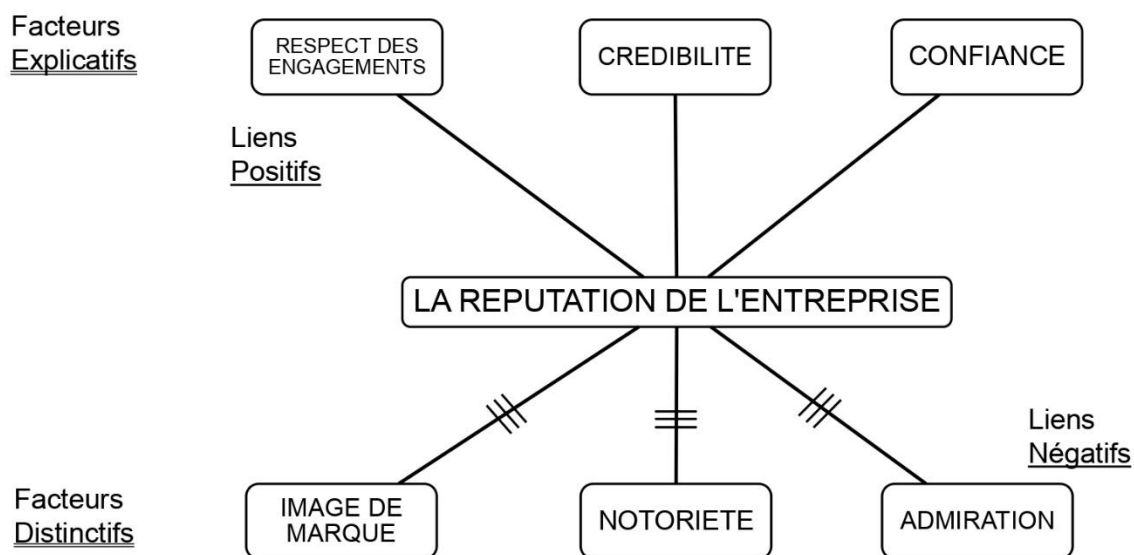 Facteurs
Explicatifs
RESPECT DES
ENGAGEMENTS
CREDIBILITE
CONFIANCE
Liens
Positifs
LA REPUTATION DE L'ENTREPRISE
Liens
Négatifs
Facteurs
Distinctifs
IMAGE DE
MARQUE
NOTORIETE
ADMIRATION